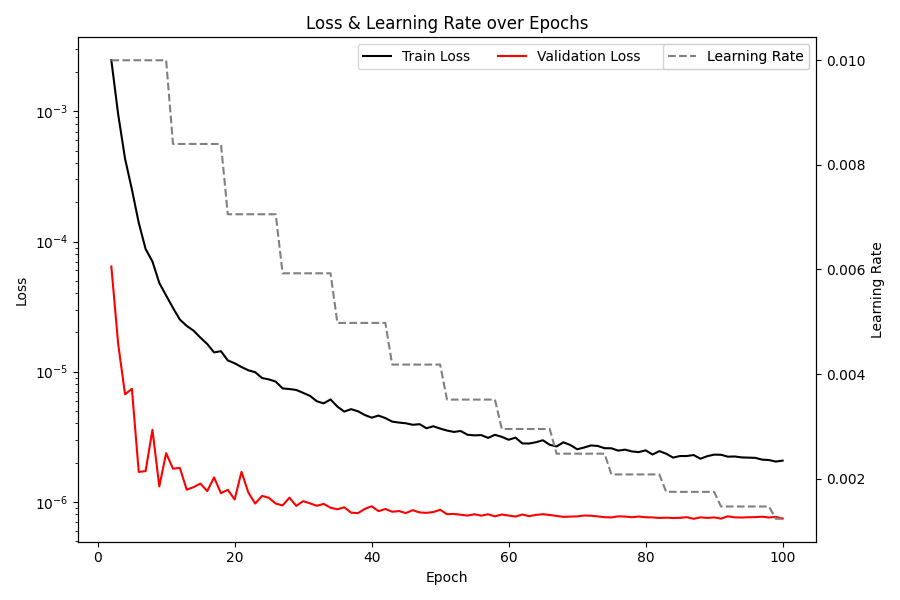 Loss & Learning Rate over Epochs
Train Loss
Validation Loss
Learning Rate
10⁻³
10⁻⁴
10⁻⁵
10⁻⁶
Loss
0.010
0.008
0.006
0.004
0.002
Learning Rate
0
20
40
60
80
100
Epoch